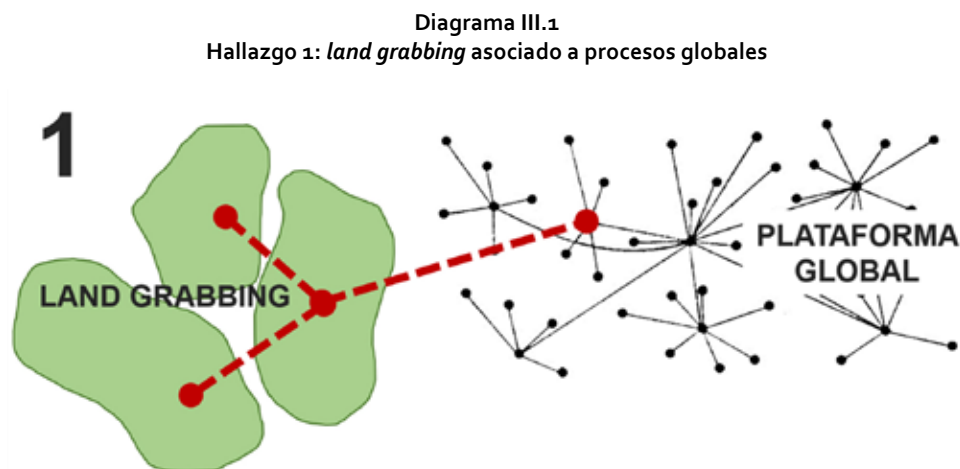 Diagrama III.1
Hallazgo 1: land grabbing asociado a procesos globales
1
LAND GRABBING
PLATAFORMA
GLOBAL